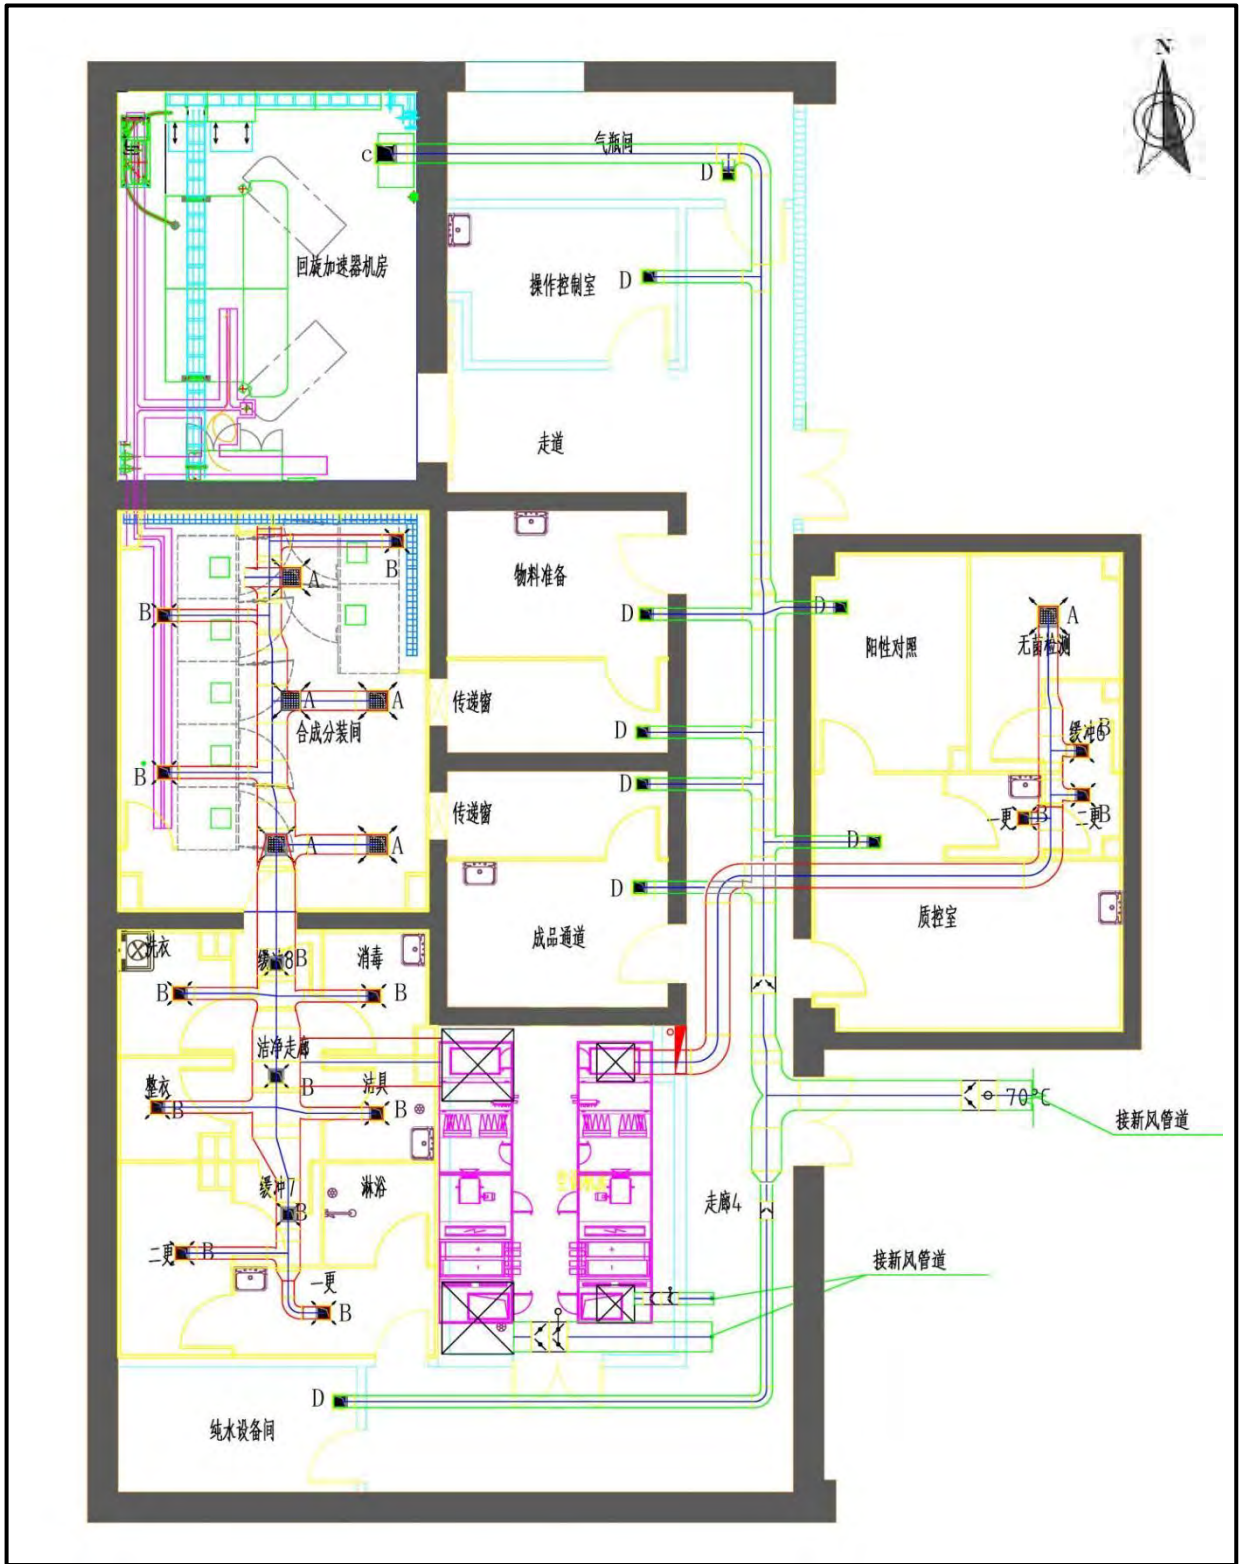 N
气瓶间
C
D
回旋加速器机房
操作控制室
D
走道
物料准备
B
A
B
D
D
阳性对照
A
无菌检测
A
A
传递窗
合成分装间
D
缓冲6
B
B
D
传递窗
B
一更
B
二更
A
A
D
D
成品通道
质控室
洗衣
缓冲8
B
消毒
B
B
洁净走廊
B
整衣
B
洁具
B
70℃
接新风管道
缓冲7
B
淋浴
走廊4
二更
B
一更
B
接新风管道
D
纯水设备间